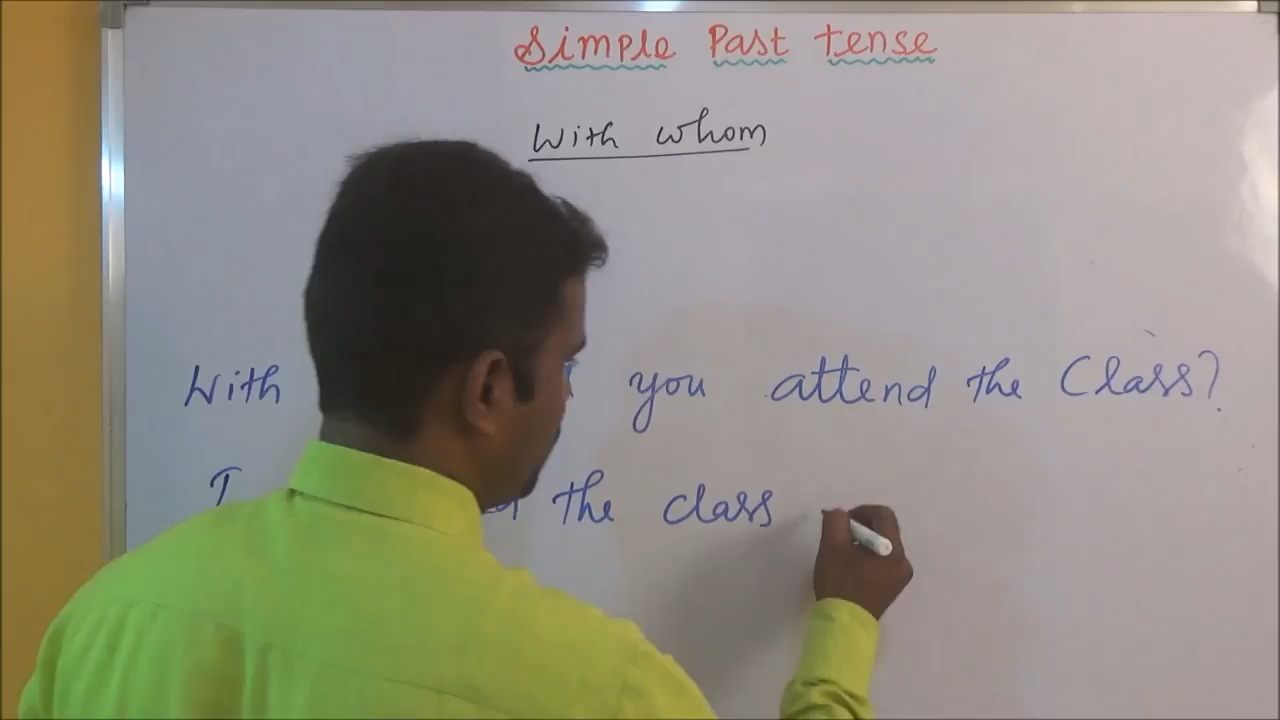 Simple Past tense
With whom
With you attend the Class?
I the class